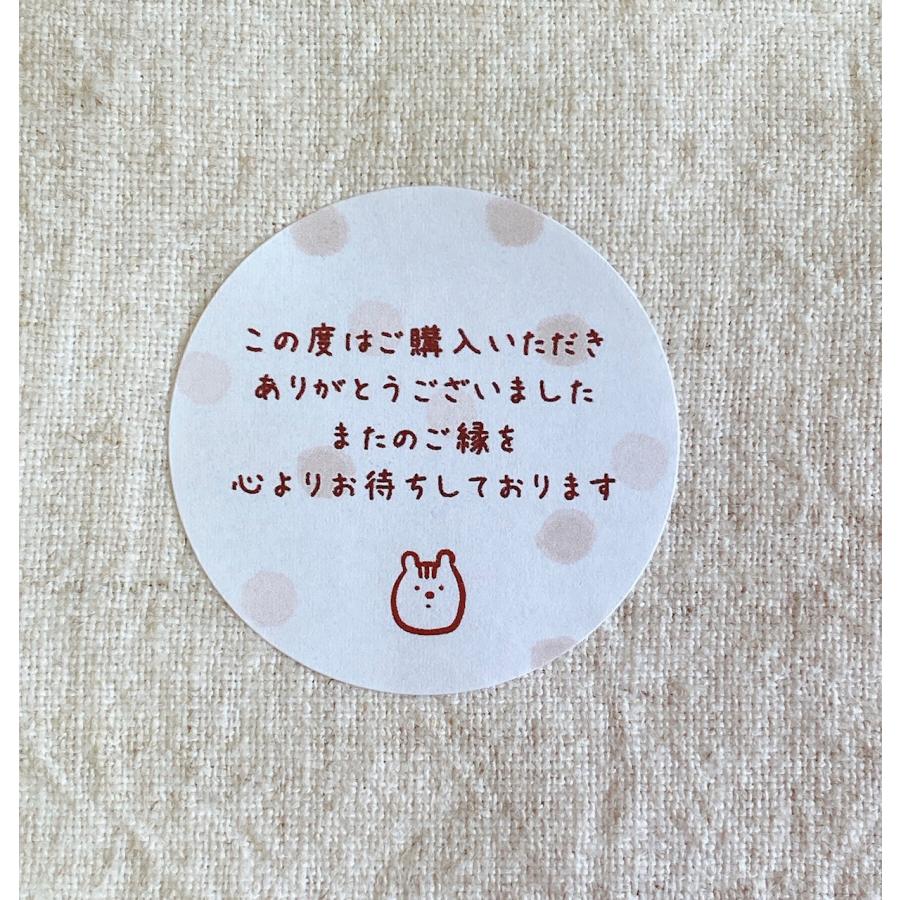 この度はご購入いただき
ありがとうございました
またのご縁を
心よりお待ちしております